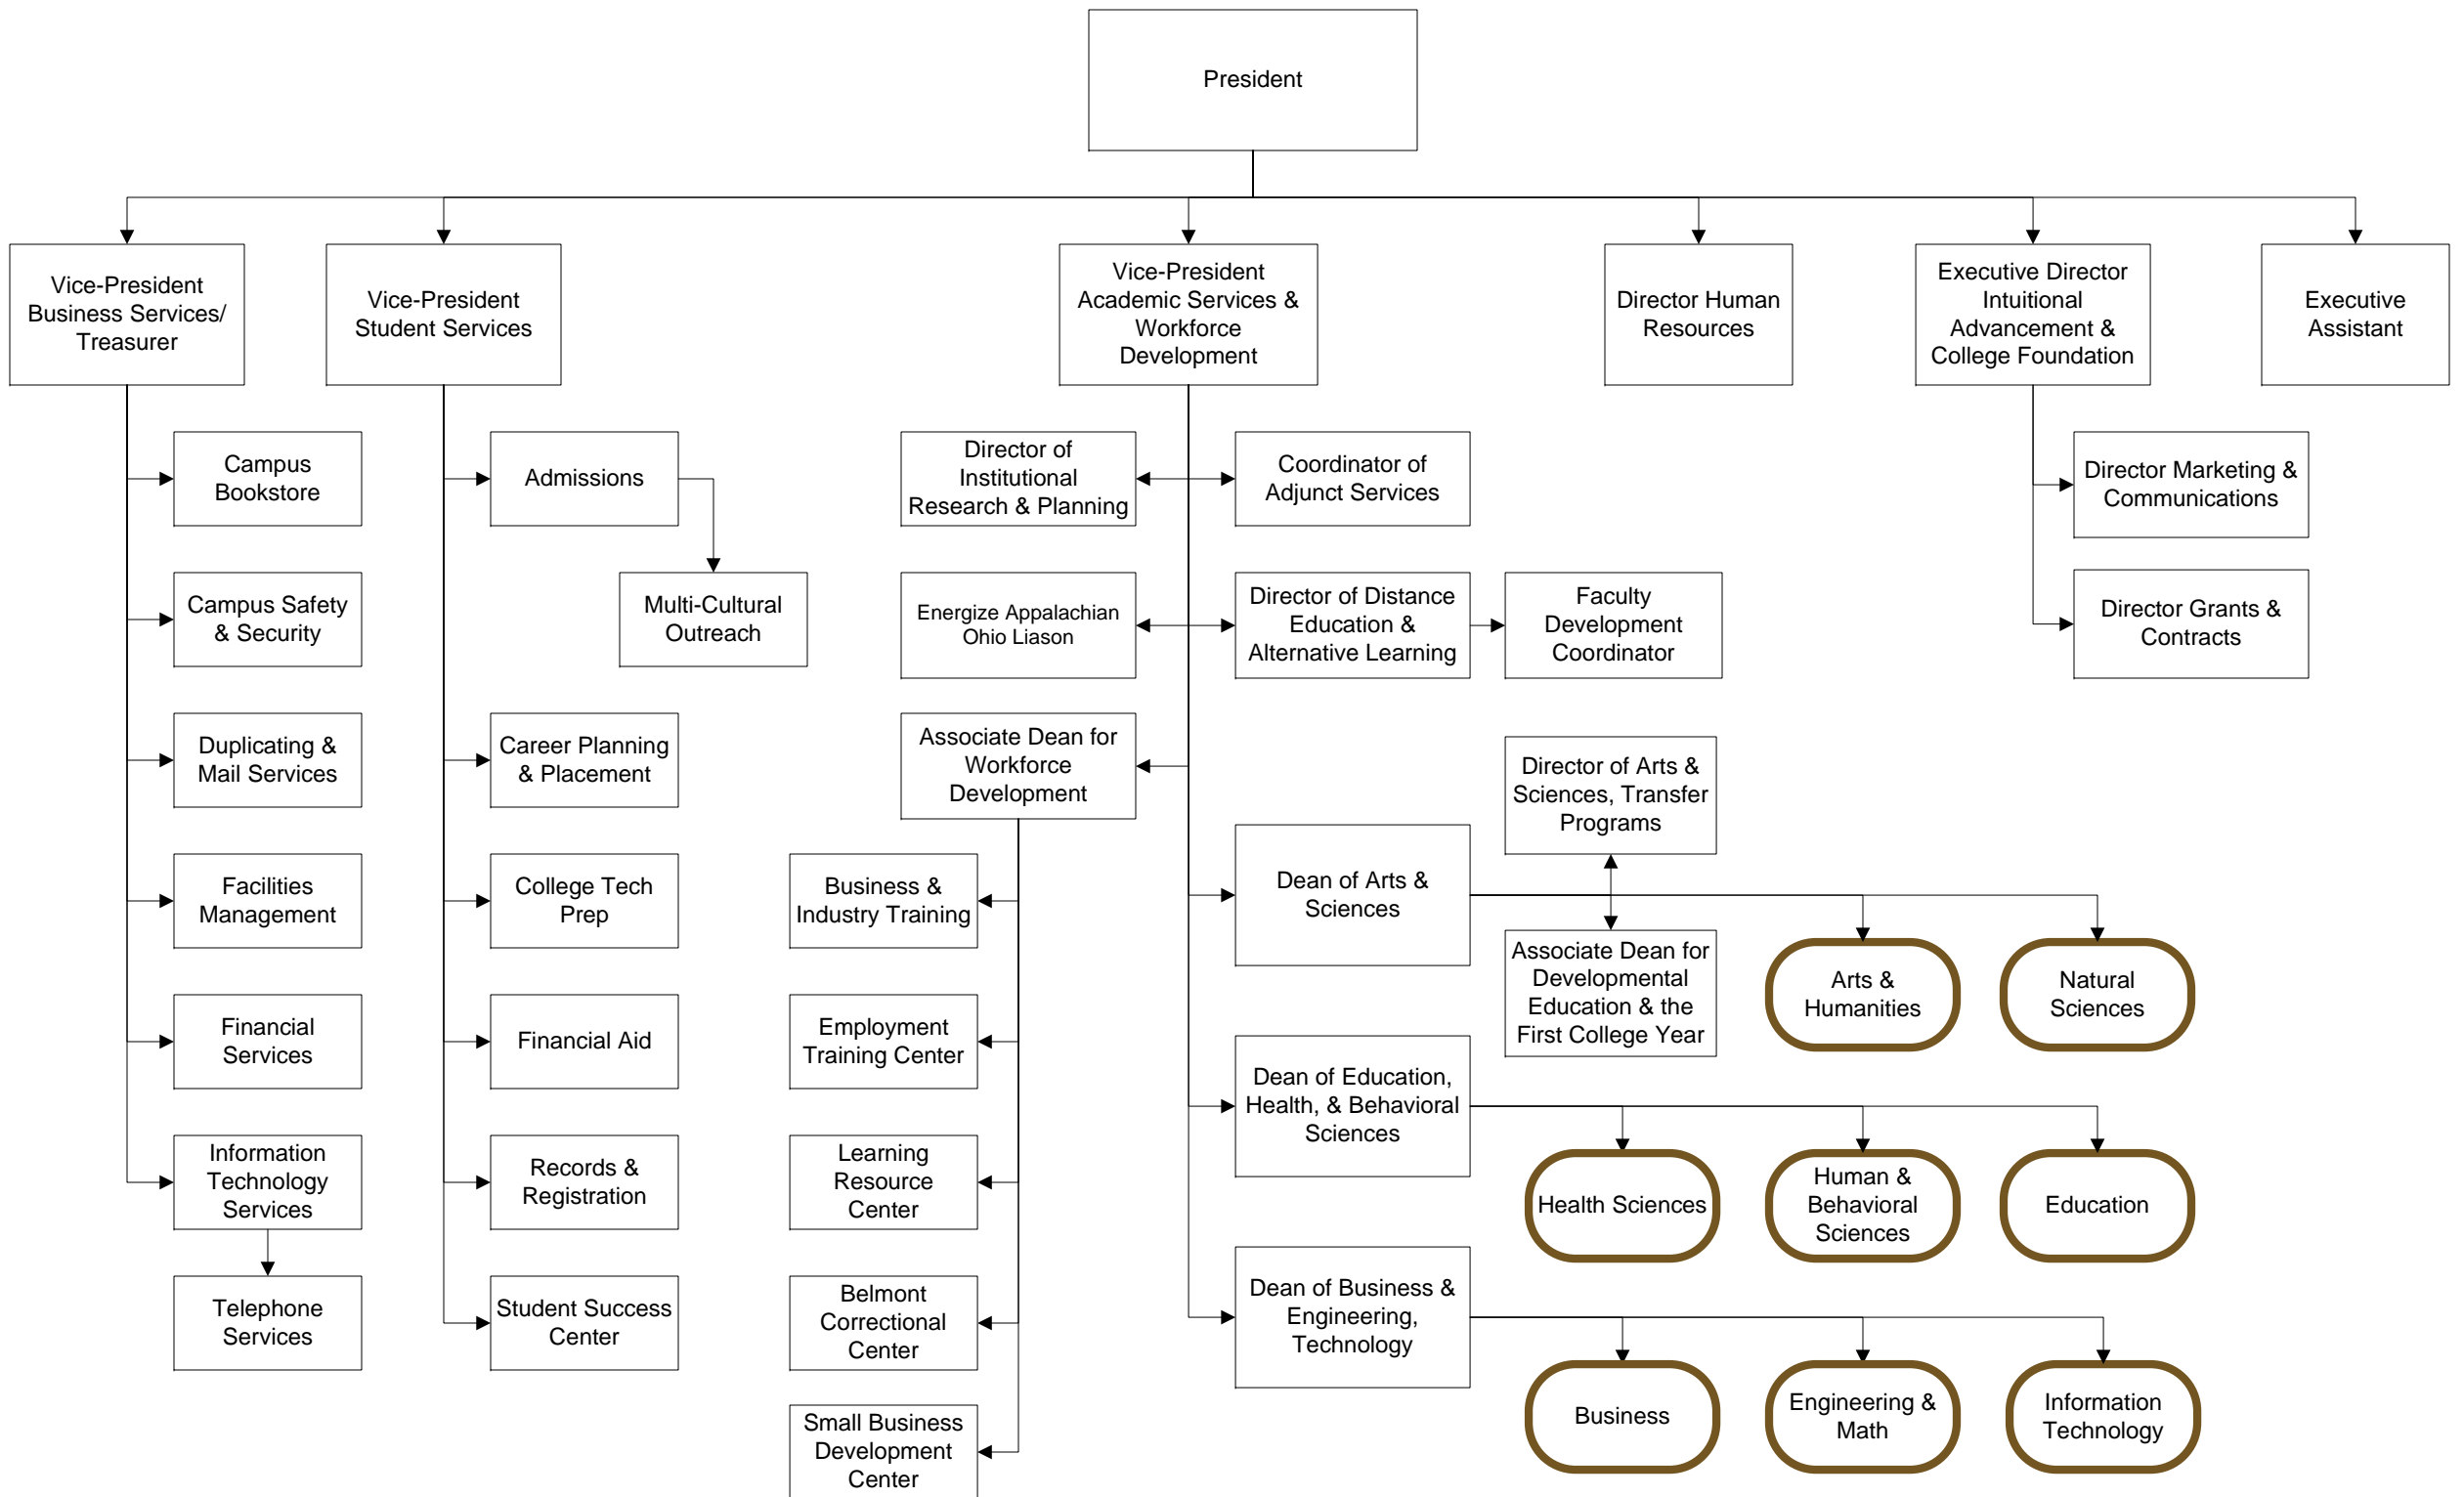 President
Vice-President
Business Services/
Treasurer
Vice-President
Student Services
Vice-President
Academic Services &
Workforce
Development
Director Human
Resources
Executive Director
Intuitional
Advancement &
College Foundation
Executive
Assistant
Campus
Bookstore
Admissions
Director of
Institutional
Research & Planning
Coordinator of
Adjunct Services
Director Marketing &
Communications
Campus Safety
& Security
Multi-Cultural
Outreach
Energize Appalachian
Ohio Liason
Director of Distance
Education &
Alternative Learning
Faculty
Development
Coordinator
Director Grants &
Contracts
Duplicating &
Mail Services
Career Planning
& Placement
Associate Dean for
Workforce
Development
Director of Arts &
Sciences, Transfer
Programs
Facilities
Management
College Tech
Prep
Business &
Industry Training
Dean of Arts &
Sciences
Associate Dean for
Developmental
Education & the
First College Year
Arts &
Humanities
Natural
Sciences
Financial
Services
Financial Aid
Employment
Training Center
Dean of Education,
Health, & Behavioral
Sciences
Information
Technology
Services
Records &
Registration
Learning
Resource
Center
Health Sciences
Human &
Behavioral
Sciences
Education
Telephone
Services
Student Success
Center
Belmont
Correctional
Center
Dean of Business &
Engineering,
Technology
Small Business
Development
Center
Business
Engineering &
Math
Information
Technology